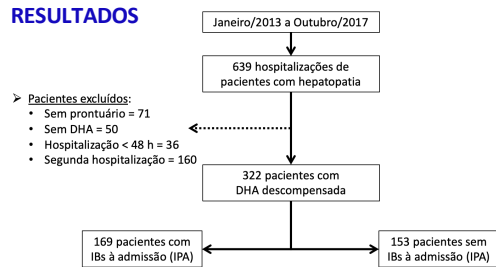 RESULTADOS
Janeiro/2013 a Outubro/2017
639 hospitalizações de
pacientes com hepatopatia
➢ Pacientes excluídos:
• Sem prontuário = 71
• Sem DHA = 50
• Hospitalização < 48 h = 36
• Segunda hospitalização = 160
322 pacientes com
DHA descompensada
169 pacientes com
IBs à admissão (IPA)
153 pacientes sem
IBs à admissão (IPA)